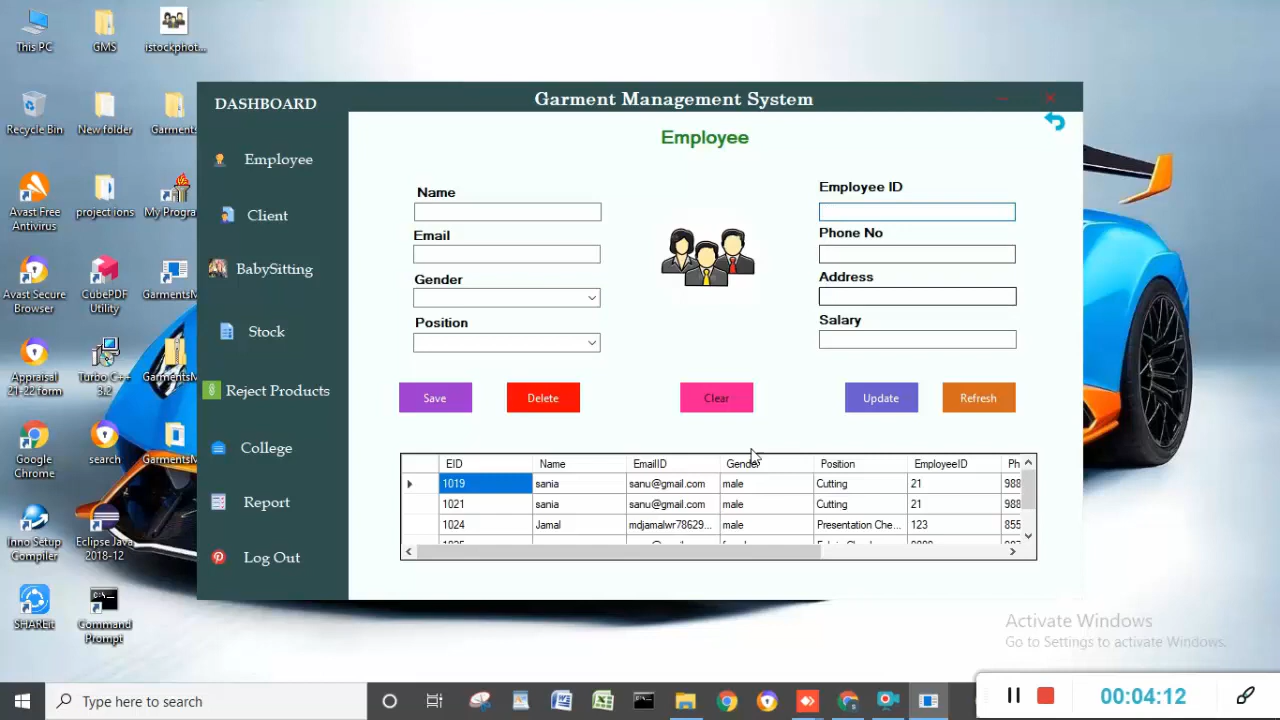 This PC
GMS
istockphot...
Recycle Bin
New folder
Garments
Avast Free
Antivirus
project ions
My Progra
Avast Secure
Browser
CubePDF
Utility
GarmentsM
Appraisal
21-22 form
Turbo C++
3.2
GarmentsM
Google
Chrome
search
GarmentsM
Inno Setup
Compiler
Eclipse Java
2018-12
SHAREit
Command
Prompt
DASHBOARD
Garment Management System
Employee
Client
BabySitting
Stock
Reject Products
College
Report
Log Out
Employee
Name
Employee ID
Email
Phone No
Gender
Address
Position
Salary
Save
Delete
Clear
Update
Refresh
EID Name EmailID Gender Position EmployeeID Ph
1019 sania sanu@gmail.com male Cutting 21 988
1021 sania sanu@gmail.com male Cutting 21 988
1024 Jamal mdjamalwr78629... male Presentation Che... 123 855
Activate Windows
Go to Settings to activate Windows.
Type here to search
00:04:12